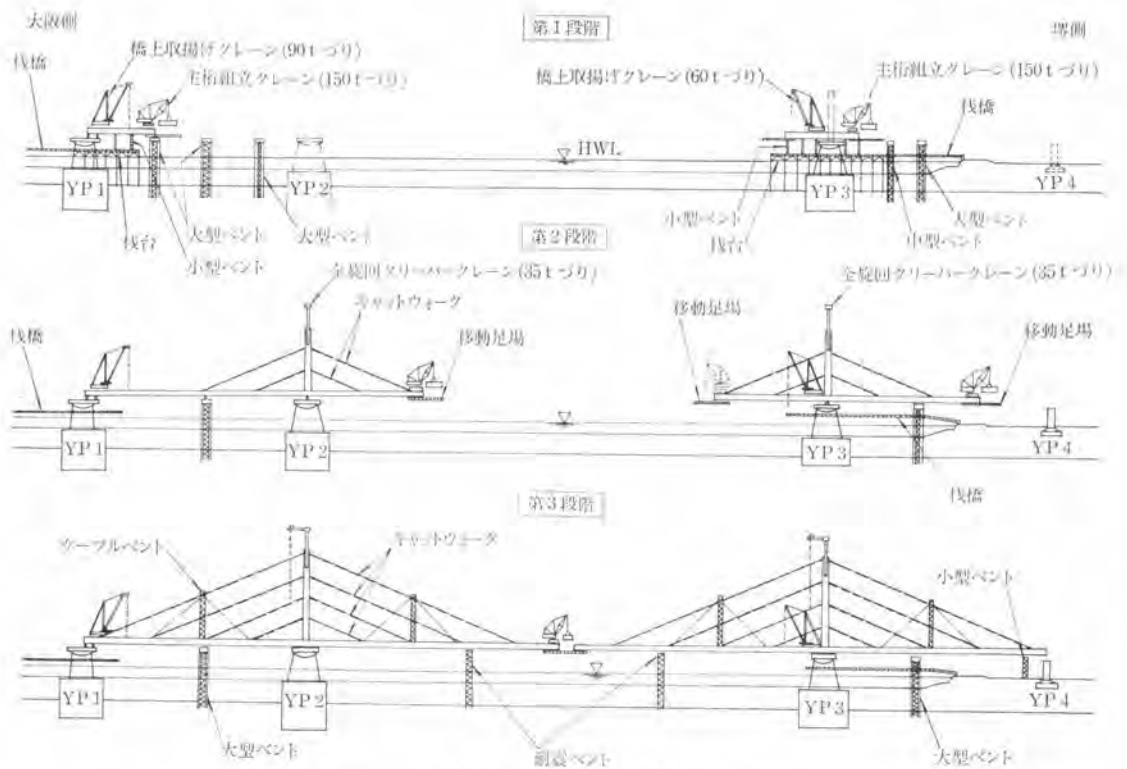 大阪側
第1段階
堺側
橋上取揚げクレーン(90tづり)
桟橋
主桁組立クレーン(150tづり)
橋上取揚げクレーン(60tづり)
主桁組立クレーン(150tづり)
桟橋
HWL
YP1
YP2
YP3
YP4
桟台
大型ベント
大型ベント
小型ベント
小型ベント
桟台
大型ベント
中型ベント
第2段階
全旋回クリーパークレーン(35tづり)
キャットウォーク
桟橋
移動足場
全旋回クリーパークレーン(35tづり)
移動足場
移動足場
YP1
YP2
YP3
YP4
桟橋
第3段階
ケーブルベント
キャットウォーク
小型ベント
YP1
YP2
YP3
YP4
大型ベント
耐震ベント
大型ベント